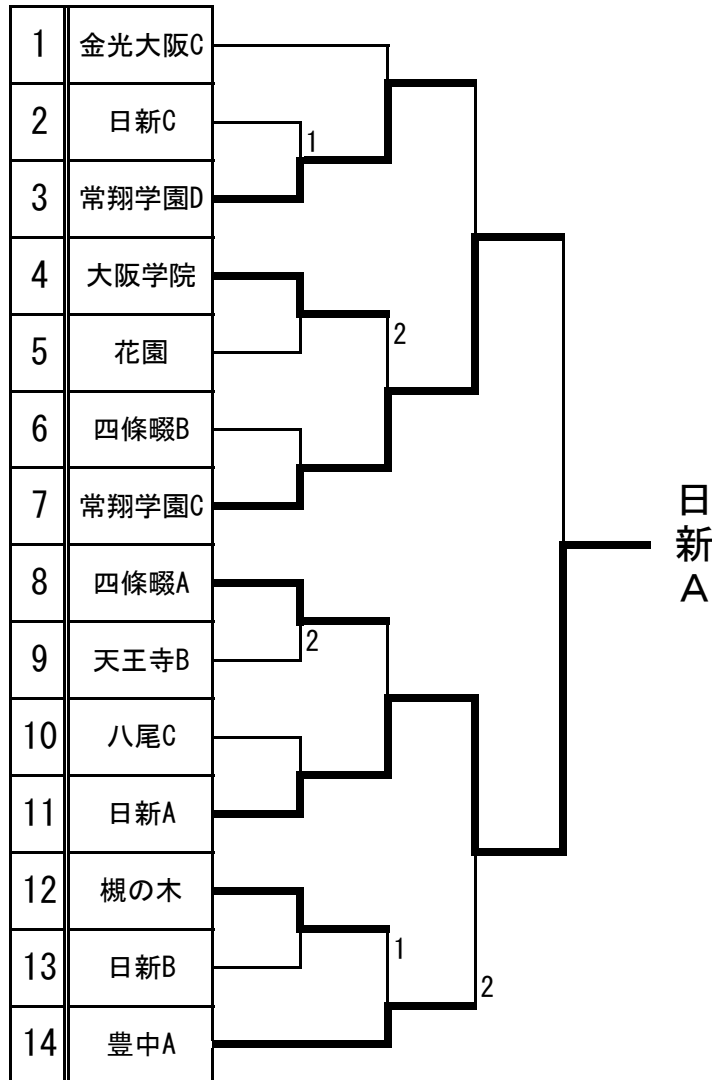 1 金光大阪C
2 日新C
1
3 常翔学園D
4 大阪学院
2
5 花園
6 四條畷B
7 常翔学園C
日新A
8 四條畷A
9 天王寺B
2
10 八尾C
11 日新A
12 槻の木
1
13 日新B
2
14 豊中A